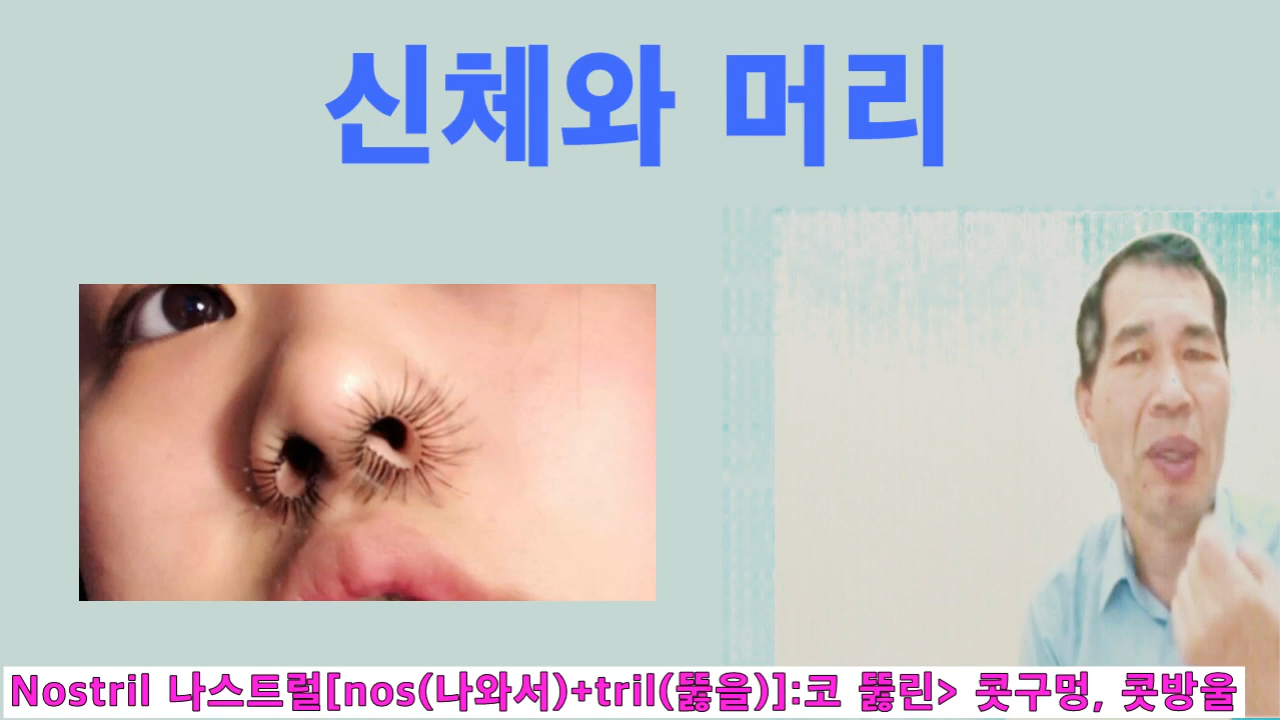 신체와 머리
Nostril 나스트럴[nos(나와서)+tril(뚫을)]:코 뚫린> 콧구멍, 콧방울